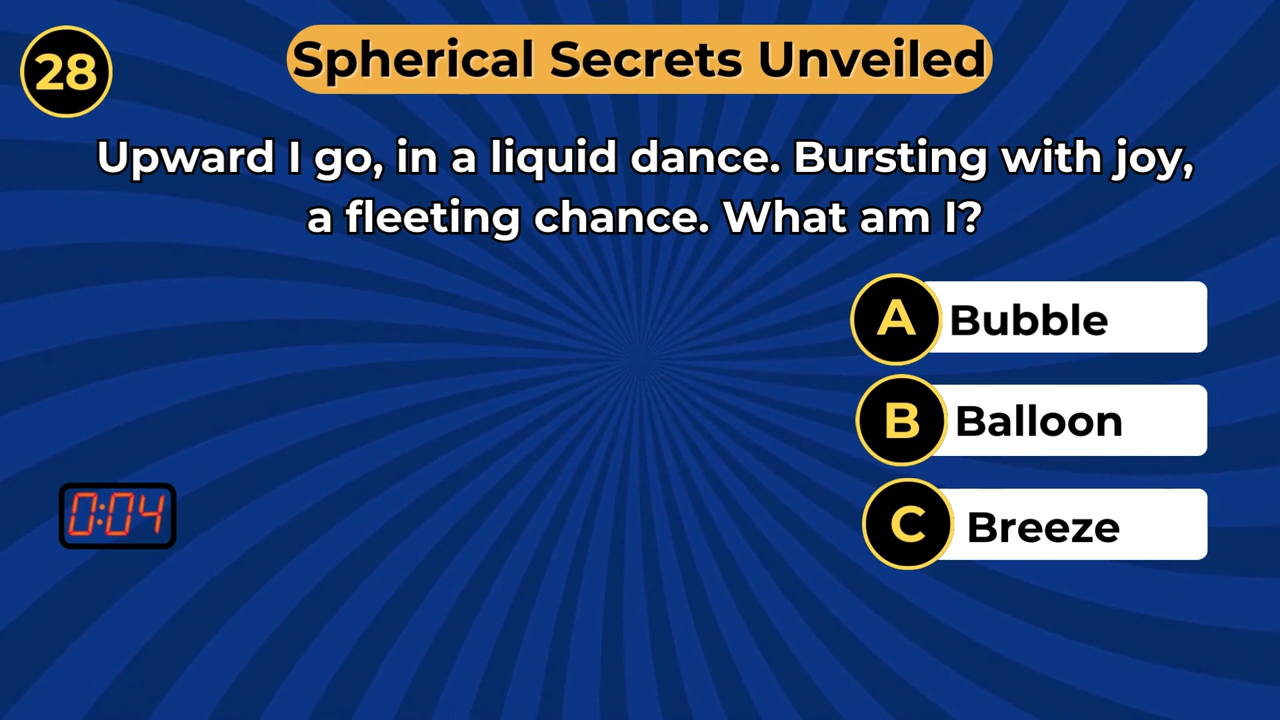 28
Spherical Secrets Unveiled
Upward I go, in a liquid dance. Bursting with joy,
a fleeting chance. What am I?
A Bubble
B Balloon
C Breeze
0:04